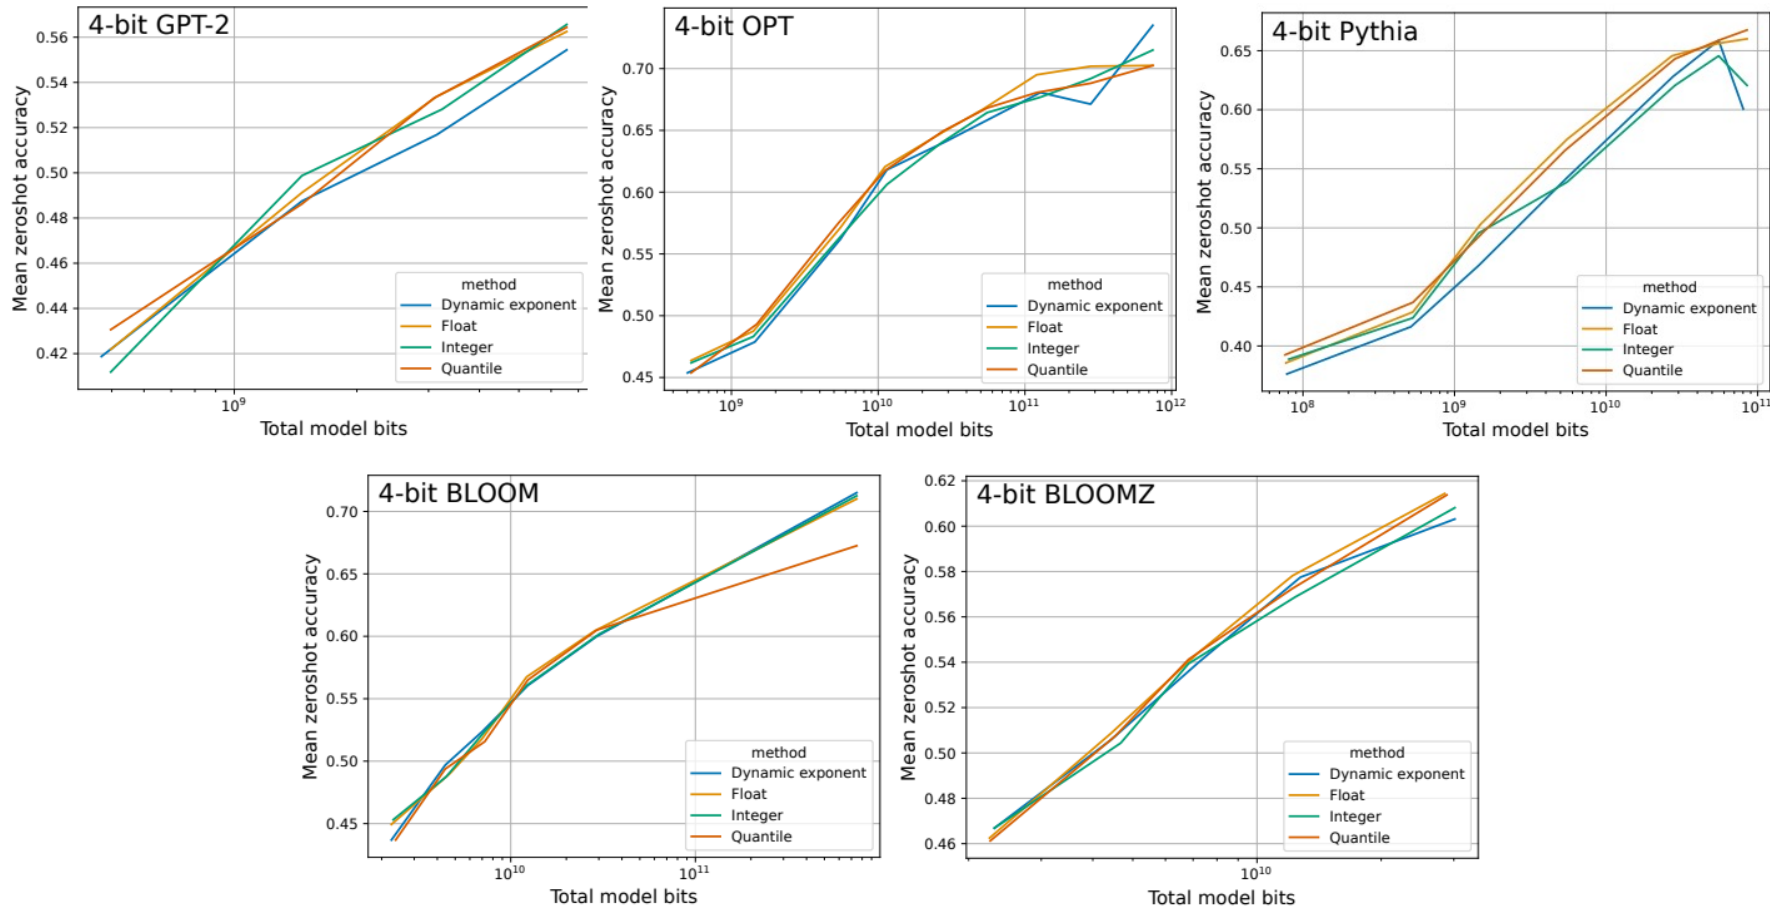 4-bit GPT-2
Mean zeroshot accuracy
0.56
0.54
0.52
0.50
0.48
0.46
0.44
0.42
10⁹
Total model bits
method
Dynamic exponent
Float
Integer
Quantile
4-bit OPT
Mean zeroshot accuracy
0.70
0.65
0.60
0.55
0.50
0.45
10⁹
10¹⁰
10¹¹
10¹²
Total model bits
method
Dynamic exponent
Float
Integer
Quantile
4-bit Pythia
Mean zeroshot accuracy
0.65
0.60
0.55
0.50
0.45
0.40
10⁸
10⁹
10¹⁰
10¹¹
Total model bits
method
Dynamic exponent
Float
Integer
Quantile
4-bit BLOOM
Mean zeroshot accuracy
0.70
0.65
0.60
0.55
0.50
0.45
10¹⁰
10¹¹
Total model bits
method
Dynamic exponent
Float
Integer
Quantile
4-bit BLOOMZ
Mean zeroshot accuracy
0.62
0.60
0.58
0.56
0.54
0.52
0.50
0.48
0.46
10¹⁰
Total model bits
method
Dynamic exponent
Float
Integer
Quantile